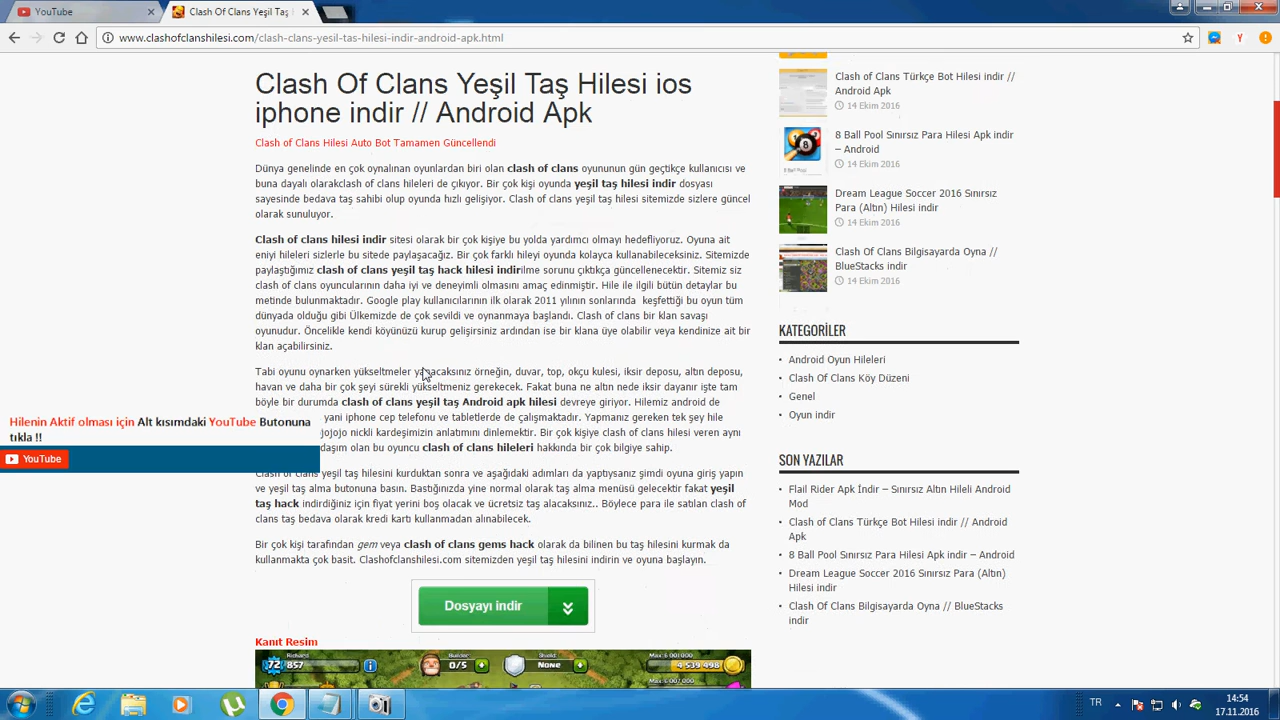 YouTube
Clash Of Clans Yeşil Taş H
www.clashofclanshilesi.com/clash-clans-yesil-tas-hilesi-indir-android-apk.html
Clash Of Clans Yeşil Taş Hilesi ios
iphone indir // Android Apk
Clash of Clans Hilesi Auto Bot Tamamen Güncellendi
Dünya genelinde en çok oynalınan oyunlardan biri olan clash of clans oyununun gün geçtikçe kullanıcısı ve
buna dayalı olarakclash of clans hileleri de çıkıyor. Bir çok kişi oyunda yeşil taş hilesi indir dosyası
sayesinde bedava taş sahibi olup oyunda hızlı gelişiyor. Clash of clans yeşil taş hilesi sitemizde sizlere güncel
olarak sunuluyor.
Clash of clans hilesi indir sitesi olarak bir çok kişiye bu yolda yardımcı olmayı hedefliyoruz. Oyuna ait
eniyi hileleri sizlerle bu sitede paylaşacağız. Bir çok farklı hileyi oyunda kolayca kullanabileceksiniz. Sitemizde
paylaştığımız clash of clans yeşil taş hack hilesi indirilme sorunu çıktıkça güncellenecektir. Sitemiz siz
clash of clans oyuncularının daha iyi ve deneyimli olmasını amaç edinmiştir. Hile ile ilgili bütün detaylar bu
metinde bulunmaktadır. Google play kullanıcılarının ilk olarak 2011 yılının sonlarında keşfettiği bu oyun tüm
dünyada olduğu gibi Ülkemizde de çok sevildi ve oynanmaya başlandı. Clash of clans bir klan savaşı
oyunudur. Öncelikle kendi köyünüzü kurup gelişirsiniz ardından ise bir klana üye olabilir veya kendinize ait bir
klan açabilirsiniz.
Tabi oyunu oynarken yükseltmeler yapacaksınız örneğin, duvar, top, okçu kulesi, iksir deposu, altın deposu,
havan ve daha bir çok şeyi sürekli yükseltmeniz gerekecek. Fakat buna ne altın nede iksir dayanır işte tam
böyle bir durumda clash of clans yeşil taş Android apk hilesi devreye giriyor. Hilemiz android de
yani iphone cep telefonu ve tabletlerde de çalışmaktadır. Yapmanız gereken tek şey hile
jojojo nickli kardeşimizin anlatmını dinlemektir. Bir çok kişiye clash of clans hilesi veren aynı
daşım olan bu oyuncu clash of clans hileleri hakkında bir çok bilgiye sahip.
Clash of clans yeşil taş hilesini kurduktan sonra ve aşağıdaki adımları da yaptıysanız şimdi oyuna giriş yapın
ve yeşil taş alma butonuna basın. Bastığınızda yine normal olarak taş alma menüsü gelecektir fakat yeşil
taş hack indirdiğiniz için fiyat yerini boş olacak ve ücretsiz taş alacaksınız.. Böylece para ile satılan clash of
clans taş bedava olarak kredi kartı kullanmadan alınabilecek.
Bir çok kişi tarafından gem veya clash of clans gems hack olarak da bilinen bu taş hilesini kurmak da
kullanmakta çok basit. Clashofclanshilesi.com sitemizden yeşil taş hilesini indirin ve oyuna başlayın.
Dosyayı indir
Kanıt Resim
72 857
Builder:
0/5
Shield:
None
Max: 6 001 000
4 539 498
Hilenin Aktif olması için Alt kısımdaki YouTube Butonuna
tıkla !!
YouTube
Clash of Clans Türkçe Bot Hilesi indir //
Android Apk
14 Ekim 2016
8 Ball Pool Sınırsız Para Hilesi Apk indir
– Android
14 Ekim 2016
Dream League Soccer 2016 Sınırsız
Para (Altın) Hilesi indir
14 Ekim 2016
Clash Of Clans Bilgisayarda Oyna //
BlueStacks indir
14 Ekim 2016
KATEGORİLER
Android Oyun Hileleri
Clash Of Clans Köy Düzeni
Genel
Oyun indir
SON YAZILAR
Flail Rider Apk İndir – Sınırsız Altın Hileli Android
Mod
Clash of Clans Türkçe Bot Hilesi indir // Android
Apk
8 Ball Pool Sınırsız Para Hilesi Apk indir – Android
Dream League Soccer 2016 Sınırsız Para (Altın)
Hilesi indir
Clash Of Clans Bilgisayarda Oyna // BlueStacks
indir
TR
14:54
17.11.2016